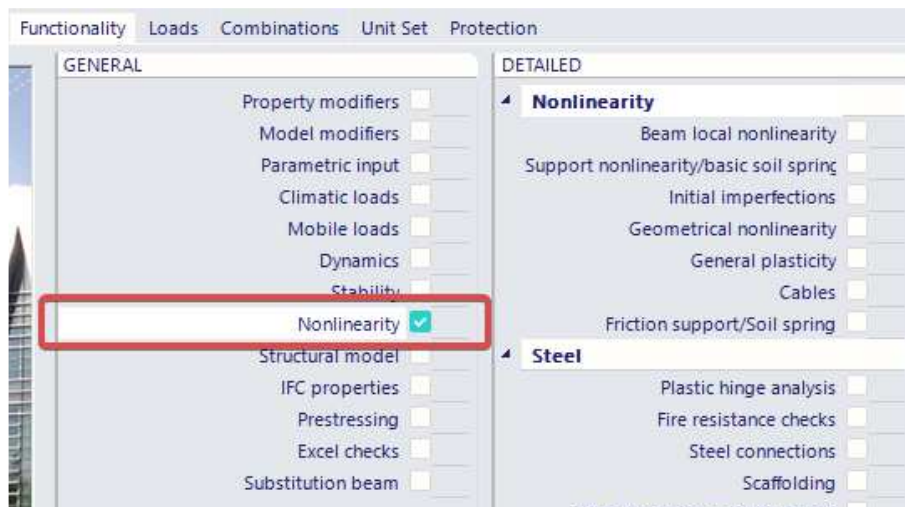 Functionality Loads Combinations Unit Set Protection
GENERAL
Property modifiers
Model modifiers
Parametric input
Climatic loads
Mobile loads
Dynamics
Stability
Nonlinearity
Structural model
IFC properties
Prestressing
Excel checks
Substitution beam
DETAILED
Nonlinearity
Beam local nonlinearity
Support nonlinearity/basic soil spring
Initial imperfections
Geometrical nonlinearity
General plasticity
Cables
Friction support/Soil spring
Steel
Plastic hinge analysis
Fire resistance checks
Steel connections
Scaffolding